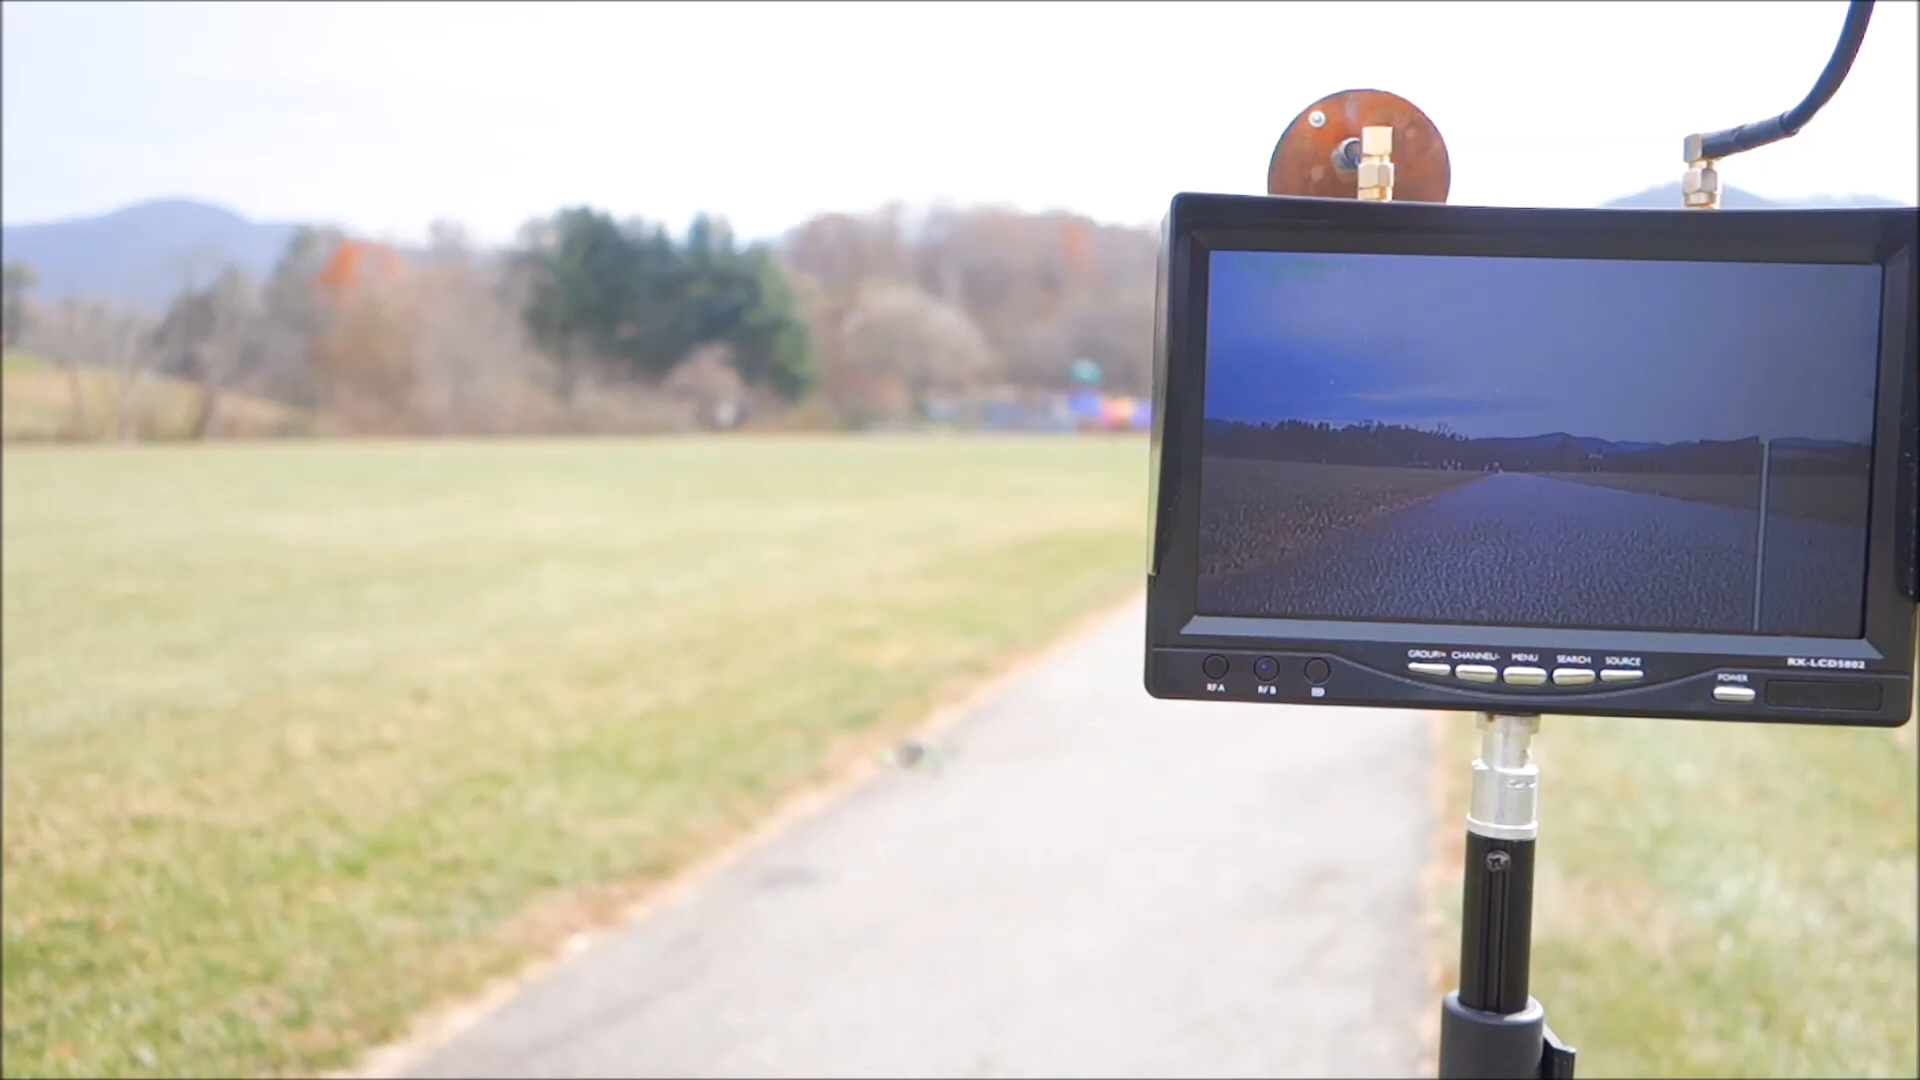 GROUP+ CHANNEL/- MENU SEARCH SOURCE
RX-LCD5802
RF A RF B
POWER